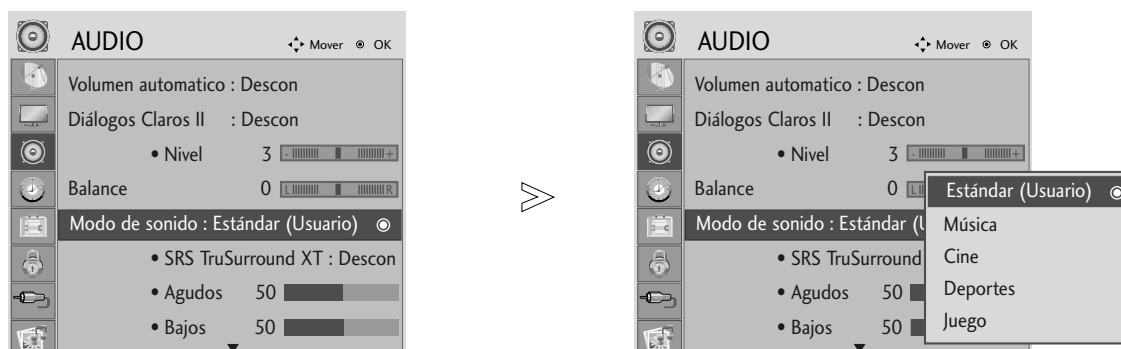 AUDIO Mover OK
Volumen automatico : Descon
Diálogos Claros II : Descon
• Nivel 3 - +
Balance 0 L R
Modo de sonido : Estándar (Usuario)
• SRS TruSurround XT : Descon
• Agudos 50
• Bajos 50
AUDIO Mover OK
Volumen automatico : Descon
Diálogos Claros II : Descon
• Nivel 3 - +
Balance 0 L
Modo de sonido : Estándar (U
• SRS TruSurround
• Agudos 50
• Bajos 50
Estándar (Usuario)
Música
Cine
Deportes
Juego